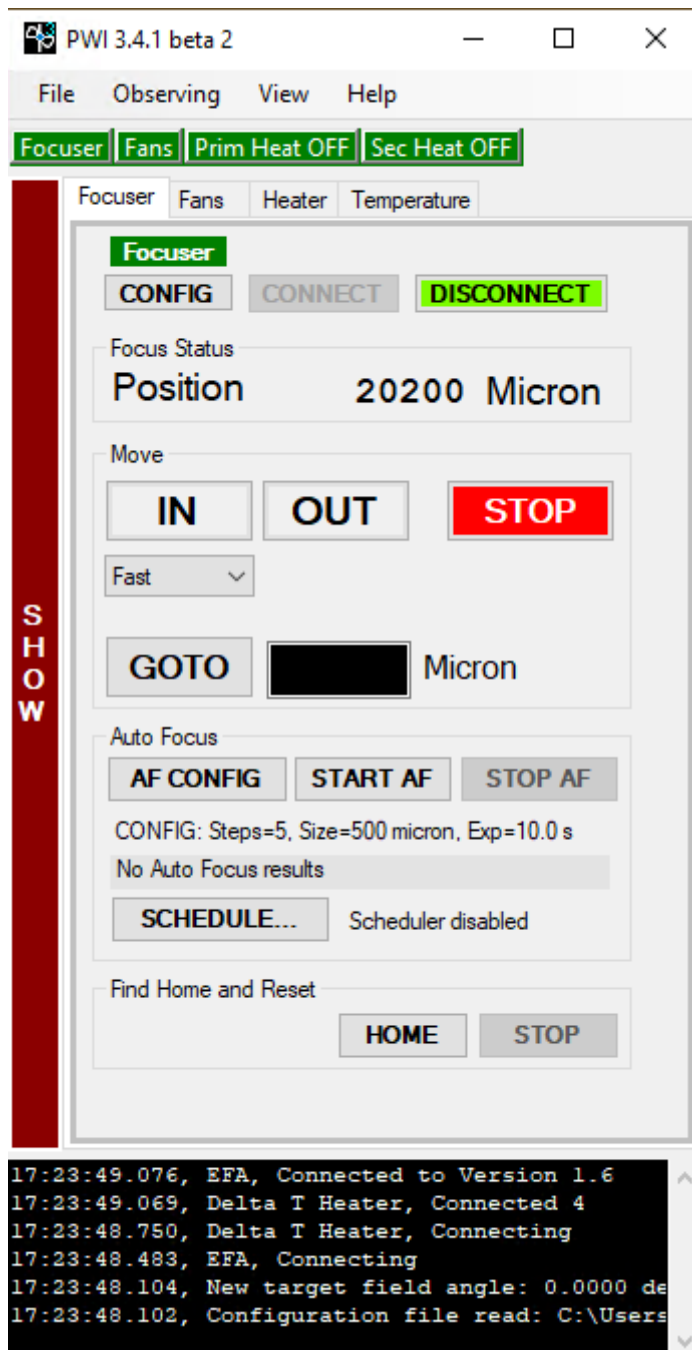 PWI 3.4.1 beta 2
File Observing View Help
Focuser Fans Prim Heat OFF Sec Heat OFF
SHOW
Focuser Fans Heater Temperature
Focuser
CONFIG CONNECT DISCONNECT
Focus Status
Position 20200 Micron
Move
IN OUT STOP
Fast
GOTO Micron
Auto Focus
AF CONFIG START AF STOP AF
CONFIG: Steps=5, Size=500 micron, Exp=10.0 s
No Auto Focus results
SCHEDULE... Scheduler disabled
Find Home and Reset
HOME STOP
17:23:49.076, EFA, Connected to Version 1.6
17:23:49.069, Delta T Heater, Connected 4
17:23:48.750, Delta T Heater, Connecting
17:23:48.483, EFA, Connecting
17:23:48.104, New target field angle: 0.0000 de
17:23:48.102, Configuration file read: C:\Users